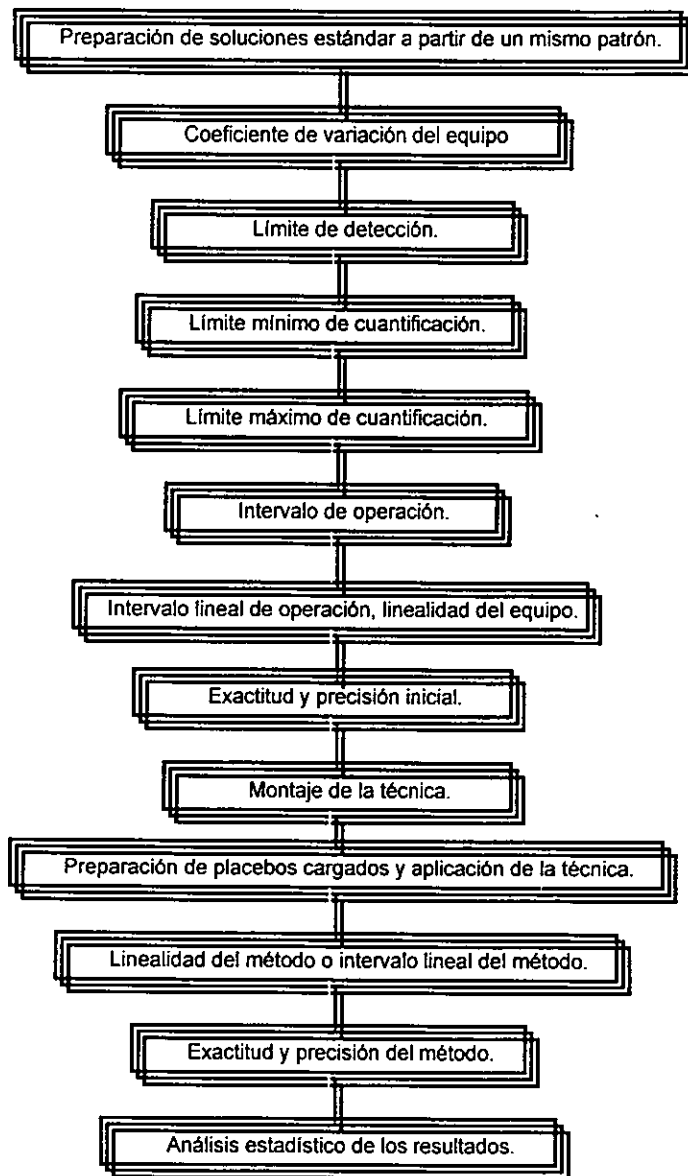 Preparación de soluciones estándar a partir de un mismo patrón.
Coeficiente de variación del equipo
Límite de detección.
Límite mínimo de cuantificación.
Límite máximo de cuantificación.
Intervalo de operación.
Intervalo lineal de operación, linealidad del equipo.
Exactitud y precisión inicial.
Montaje de la técnica.
Preparación de placebos cargados y aplicación de la técnica.
Linealidad del método o intervalo lineal del método.
Exactitud y precisión del método.
Análisis estadístico de los resultados.